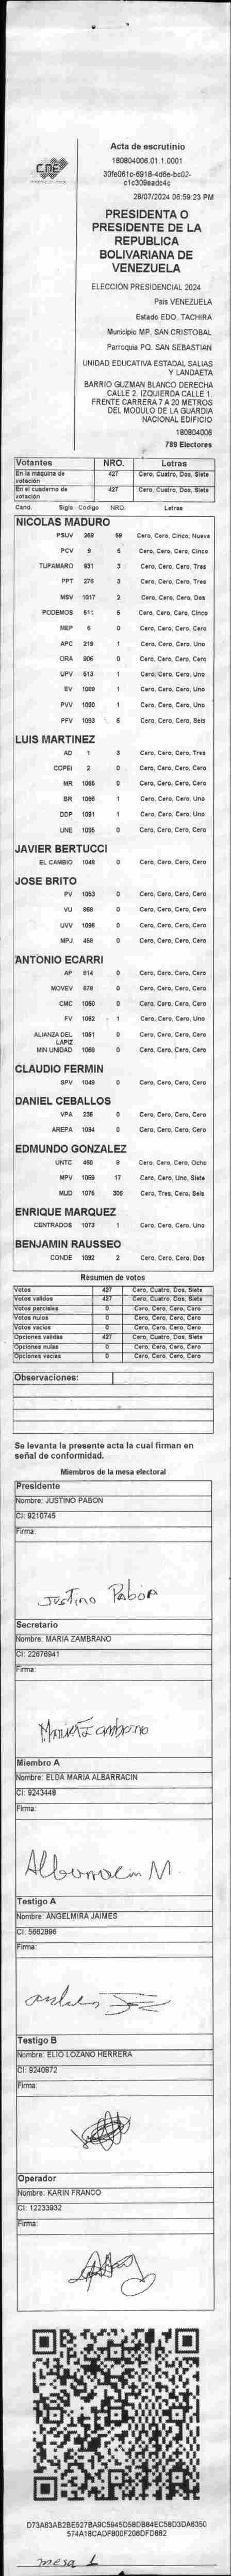 CNE
Acta de escrutinio
180804006.01.1.0001
30fe061c-6918-4d6e-bc02-
c1c309eadc4c
28/07/2024 06:59:23 PM
PRESIDENTA O
PRESIDENTE DE LA
REPUBLICA
BOLIVARIANA DE
VENEZUELA
ELECCIÓN PRESIDENCIAL 2024
País VENEZUELA
Estado EDO. TACHIRA
Municipio MP. SAN CRISTOBAL
Parroquia PQ. SAN SEBASTIAN
UNIDAD EDUCATIVA ESTADAL SALIAS
Y LANDAETA
BARRIO GUZMAN BLANCO DERECHA
CALLE 2. IZQUIERDA CALLE 1.
FRENTE CARRERA 7 A 20 METROS
DEL MODULO DE LA GUARDIA
NACIONAL EDIFICIO
180804006
789 Electores
Votantes NRO. Letras
En la máquina de votación 427 Cero, Cuatro, Dos, Siete
En el cuaderno de votación 427 Cero, Cuatro, Dos, Siete
Cand. Sigla Código NRO. Letras
NICOLAS MADURO
PSUV 269 59 Cero, Cero, Cinco, Nueve
PCV 9 5 Cero, Cero, Cero, Cinco
TUPAMARO 931 3 Cero, Cero, Cero, Tres
PPT 276 3 Cero, Cero, Cero, Tres
MSV 1017 2 Cero, Cero, Cero, Dos
PODEMOS 5 Cero, Cero, Cero, Cinco
MEP 6 0 Cero, Cero, Cero, Cero
APC 219 1 Cero, Cero, Cero, Uno
ORA 906 0 Cero, Cero, Cero, Cero
UPV 513 1 Cero, Cero, Cero, Uno
EV 1089 1 Cero, Cero, Cero, Uno
PVV 1090 1 Cero, Cero, Cero, Uno
PFV 1093 6 Cero, Cero, Cero, Seis
LUIS MARTINEZ
AD 1 3 Cero, Cero, Cero, Tres
COPEI 2 0 Cero, Cero, Cero, Cero
MR 1065 0 Cero, Cero, Cero, Cero
BR 1066 1 Cero, Cero, Cero, Uno
DDP 1091 1 Cero, Cero, Cero, Uno
UNE 1095 0 Cero, Cero, Cero, Cero
JAVIER BERTUCCI
EL CAMBIO 1048 0 Cero, Cero, Cero, Cero
JOSE BRITO
PV 1053 0 Cero, Cero, Cero, Cero
VU 868 0 Cero, Cero, Cero, Cero
UVV 1096 0 Cero, Cero, Cero, Cero
MPJ 458 0 Cero, Cero, Cero, Cero
ANTONIO ECARRI
AP 814 0 Cero, Cero, Cero, Cero
MOVEV 878 0 Cero, Cero, Cero, Cero
CMC 1050 0 Cero, Cero, Cero, Cero
FV 1062 1 Cero, Cero, Cero, Uno
ALIANZA DEL LAPIZ 1051 0 Cero, Cero, Cero, Cero
MIN UNIDAD 1069 0 Cero, Cero, Cero, Cero
CLAUDIO FERMIN
SPV 1049 0 Cero, Cero, Cero, Cero
DANIEL CEBALLOS
VPA 236 0 Cero, Cero, Cero, Cero
AREPA 1094 0 Cero, Cero, Cero, Cero
EDMUNDO GONZALEZ
UNTC 460 8 Cero, Cero, Cero, Ocho
MPV 1069 17 Cero, Cero, Uno, Siete
MUD 1075 306 Cero, Tres, Cero, Seis
ENRIQUE MARQUEZ
CENTRADOS 1073 1 Cero, Cero, Cero, Uno
BENJAMIN RAUSSEO
CONDE 1092 2 Cero, Cero, Cero, Dos
Resumen de votos
Votos 427 Cero, Cuatro, Dos, Siete
Votos validos 427 Cero, Cuatro, Dos, Siete
Votos parciales 0 Cero, Cero, Cero, Cero
Votos nulos 0 Cero, Cero, Cero, Cero
Votos vacios 0 Cero, Cero, Cero, Cero
Opciones validas 427 Cero, Cuatro, Dos, Siete
Opciones nulas 0 Cero, Cero, Cero, Cero
Opciones vacias 0 Cero, Cero, Cero, Cero
Observaciones:
Se levanta la presente acta la cual firman en
señal de conformidad.
Miembros de la mesa electoral
Presidente
Nombre: JUSTINO PABON
CI: 9210745
Firma:
Justino Pabon
Secretario
Nombre: MARIA ZAMBRANO
CI: 22676941
Firma:
Maria Zambrano
Miembro A
Nombre: ELDA MARIA ALBARRACIN
CI: 9243448
Firma:
Albarracin M.
Testigo A
Nombre: ANGELMIRA JAIMES
CI: 5662896
Firma:
Testigo B
Nombre: ELIO LOZANO HERRERA
CI: 9240872
Firma:
Operador
Nombre: KARIN FRANCO
CI: 12233932
Firma:
D73A63AB2BE527BA9C5945D58DB84EC58D3DA6350
574A18CADFB00F206DFD882
mesa 1